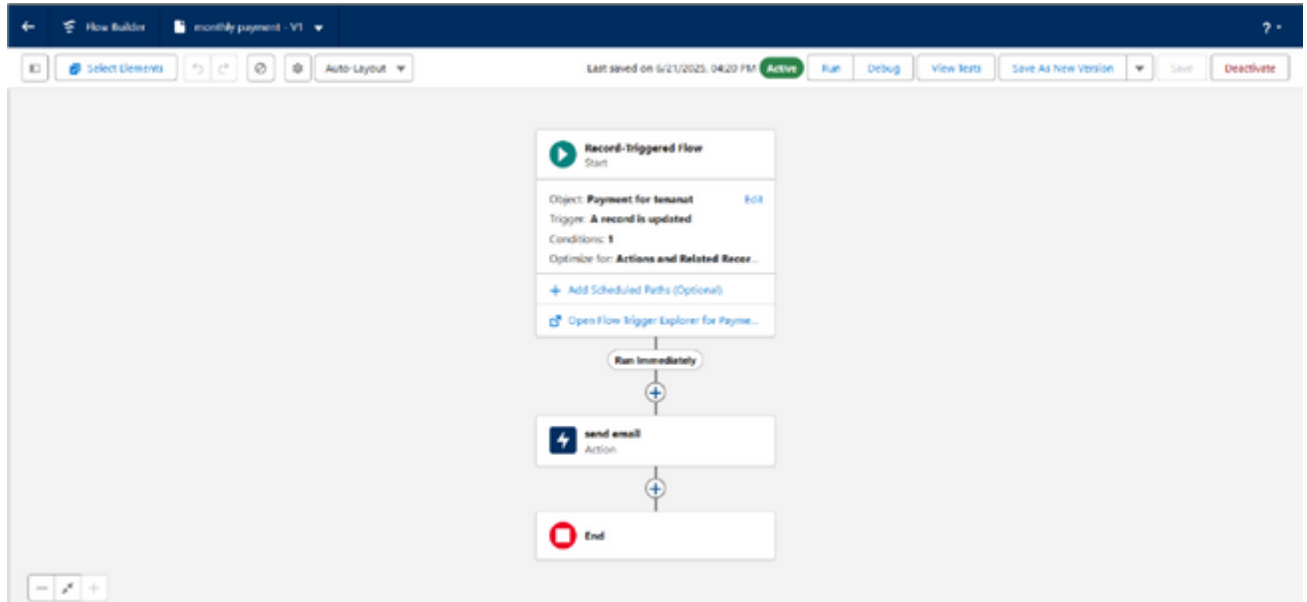 Flow Builder monthly payment - V1 ?
Select Elements Auto-Layout Last saved on 6/21/2025, 04:20 PM Active Run Debug View Tests Save As New Version Save Deactivate
Record-Triggered Flow
Start
Object: Payment for tenanat Edit
Trigger: A record is updated
Conditions: 1
Optimize for: Actions and Related Recor...
+ Add Scheduled Paths (Optional)
Open Flow Trigger Explorer for Payme...
Run Immediately
send email
Action
End